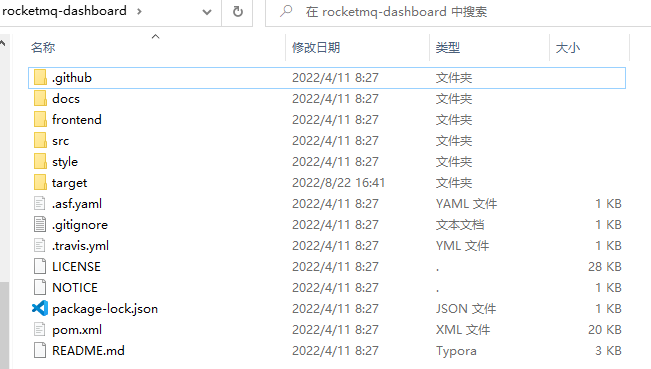 rocketmq-dashboard
在 rocketmq-dashboard 中搜索
名称 修改日期 类型 大小
.github 2022/4/11 8:27 文件夹
docs 2022/4/11 8:27 文件夹
frontend 2022/4/11 8:27 文件夹
src 2022/4/11 8:27 文件夹
style 2022/4/11 8:27 文件夹
target 2022/8/22 16:41 文件夹
.asf.yaml 2022/4/11 8:27 YAML 文件 1 KB
.gitignore 2022/4/11 8:27 文本文档 1 KB
.travis.yml 2022/4/11 8:27 YML 文件 1 KB
LICENSE 2022/4/11 8:27 . 28 KB
NOTICE 2022/4/11 8:27 . 1 KB
package-lock.json 2022/4/11 8:27 JSON 文件 1 KB
pom.xml 2022/4/11 8:27 XML 文件 20 KB
README.md 2022/4/11 8:27 Typora 3 KB